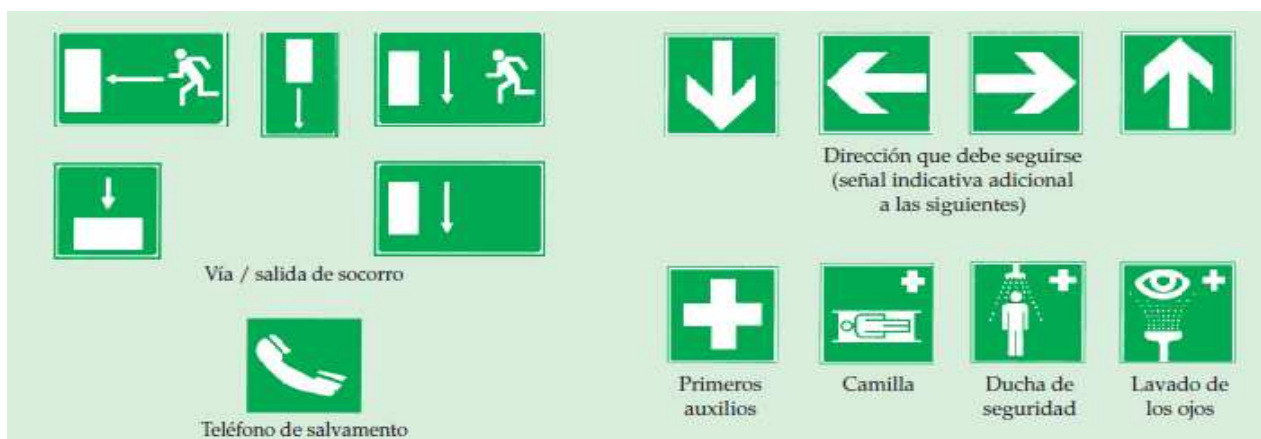 Vía / salida de socorro
Teléfono de salvamento
Dirección que debe seguirse
(señal indicativa adicional
a las siguientes)
Primeros
auxilios
Camilla
Ducha de
seguridad
Lavado de
los ojos